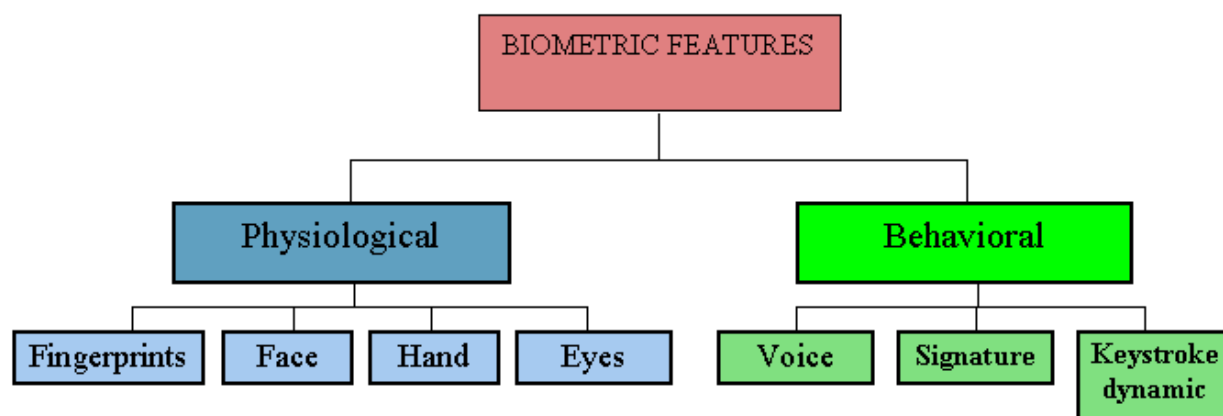 BIOMETRIC FEATURES
Physiological
Behavioral
Fingerprints
Face
Hand
Eyes
Voice
Signature
Keystroke
dynamic